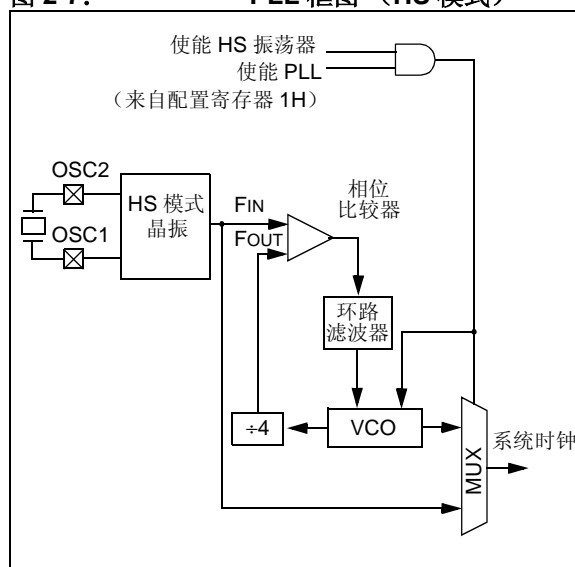 图 2-7: PLL 框图 （HS 模式）
使能 HS 振荡器
使能 PLL
（来自配置寄存器 1H）
OSC2
OSC1
HS 模式
晶振
FIN
FOUT
相位
比较器
环路
滤波器
÷4
VCO
MUX
系统时钟